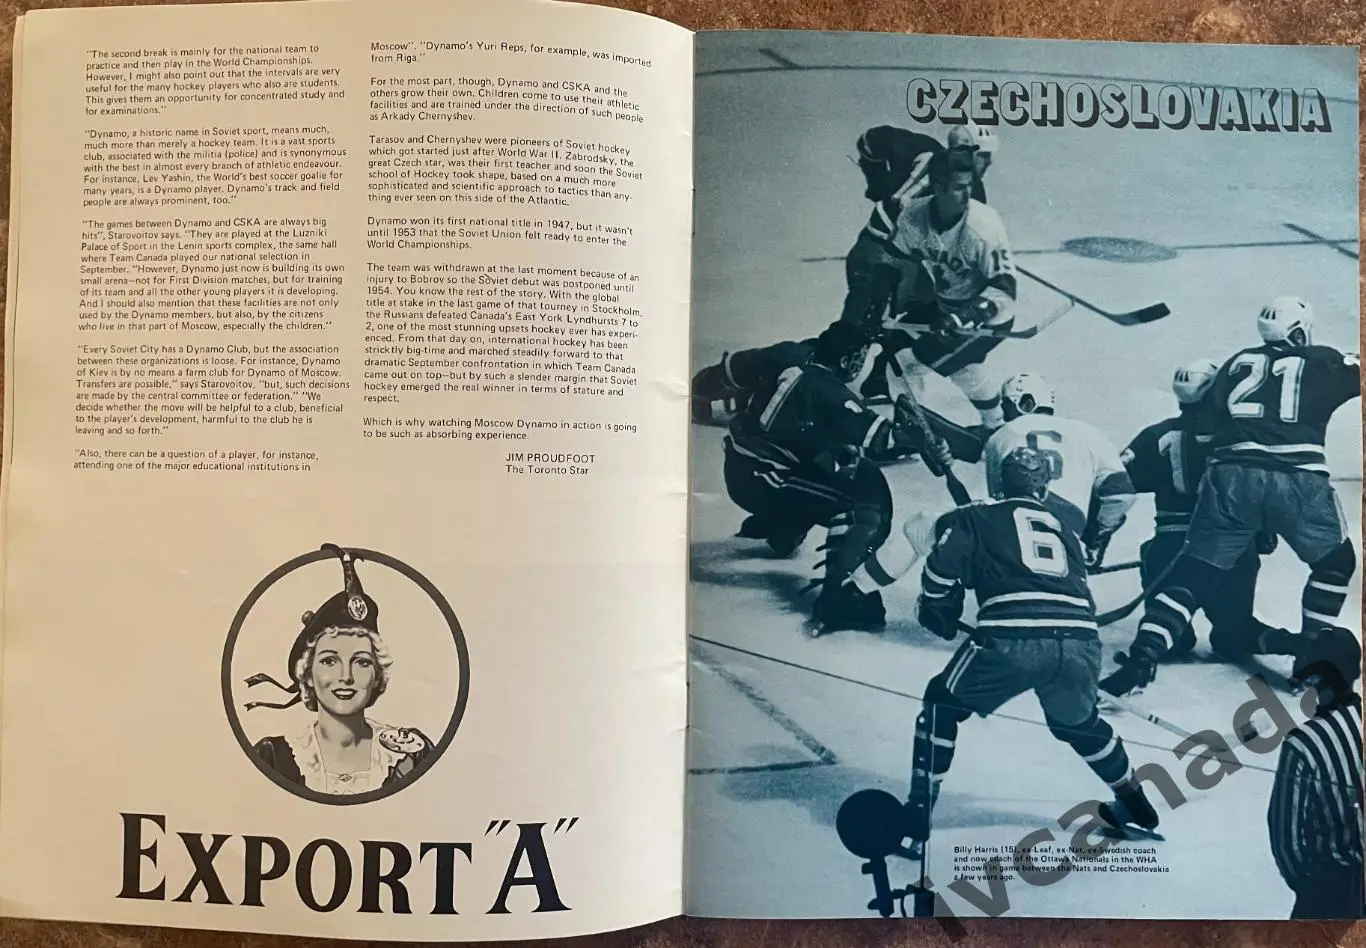 "The second break is mainly for the national team to
practice and then play in the World Championships.
However, I might also point out that the intervals are very
useful for the many hockey players who also are students.
This gives them an opportunity for concentrated study and
for examinations."
"Dynamo, a historic name in Soviet sport, means much,
much more than merely a hockey team. It is a vast sports
club, associated with the militia (police) and is synonymous
with the best in almost every branch of athletic endeavour.
For instance, Lev Yashin, the World's best soccer goalie for
many years, is a Dynamo player. Dynamo's track and field
people are always prominent, too."
"The games between Dynamo and CSKA are always big
hits", Starovoitov says. "They are played at the Luzniki
Palace of Sport in the Lenin sports complex, the same hall
where Team Canada played our national selection in
September. "However, Dynamo just now is building its own
small arena—not for First Division matches, but for training
of its team and all the other young players it is developing.
And I should also mention that these facilities are not only
used by the Dynamo members, but also, by the citizens
who live in that part of Moscow, especially the children."
"Every Soviet City has a Dynamo Club, but the association
between these organizations is loose. For instance, Dynamo
of Kiev is by no means a farm club for Dynamo of Moscow.
Transfers are possible," says Starovoitov, "but, such decisions
are made by the central committee or federation." "We
decide whether the move will be helpful to a club, beneficial
to the player's development, harmful to the club he is
leaving and so forth."
"Also, there can be a question of a player, for instance,
attending one of the major educational institutions in
Moscow". "Dynamo's Yuri Reps, for example, was imported
from Riga."
For the most part, though, Dynamo and CSKA and the
others grow their own. Children come to use their athletic
facilities and are trained under the direction of such people
as Arkady Chernyshev.
Tarasov and Chernyshev were pioneers of Soviet hockey
which got started just after World War II. Zabrodsky, the
great Czech star, was their first teacher and soon the Soviet
school of Hockey took shape, based on a much more
sophisticated and scientific approach to tactics than any-
thing ever seen on this side of the Atlantic.
Dynamo won its first national title in 1947, but it wasn't
until 1953 that the Soviet Union felt ready to enter the
World Championships.
The team was withdrawn at the last moment because of an
injury to Bobrov so the Soviet debut was postponed until
1954. You know the rest of the story. With the global
title at stake in the last game of that tourney in Stockholm,
the Russians defeated Canada's East York Lyndhursts 7 to
2, one of the most stunning upsets hockey ever has experi-
enced. From that day on, international hockey has been
stricktly big-time and marched steadily forward to that
dramatic September confrontation in which Team Canada
came out on top—but by such a slender margin that Soviet
hockey emerged the real winner in terms of stature and
respect.
Which is why watching Moscow Dynamo in action is going
to be such as absorbing experience.
JIM PROUDFOOT
The Toronto Star
EXPORT "A"
CZECHOSLOVAKIA
15
21
1
1
6
6
Billy Harris (15), ex-Leaf, ex-Nat, ex-Swedish coach
and now coach of the Ottawa Nationals in the WHA
is shown in game between the Nats and Czechoslovakia
a few years ago.
ivcanada